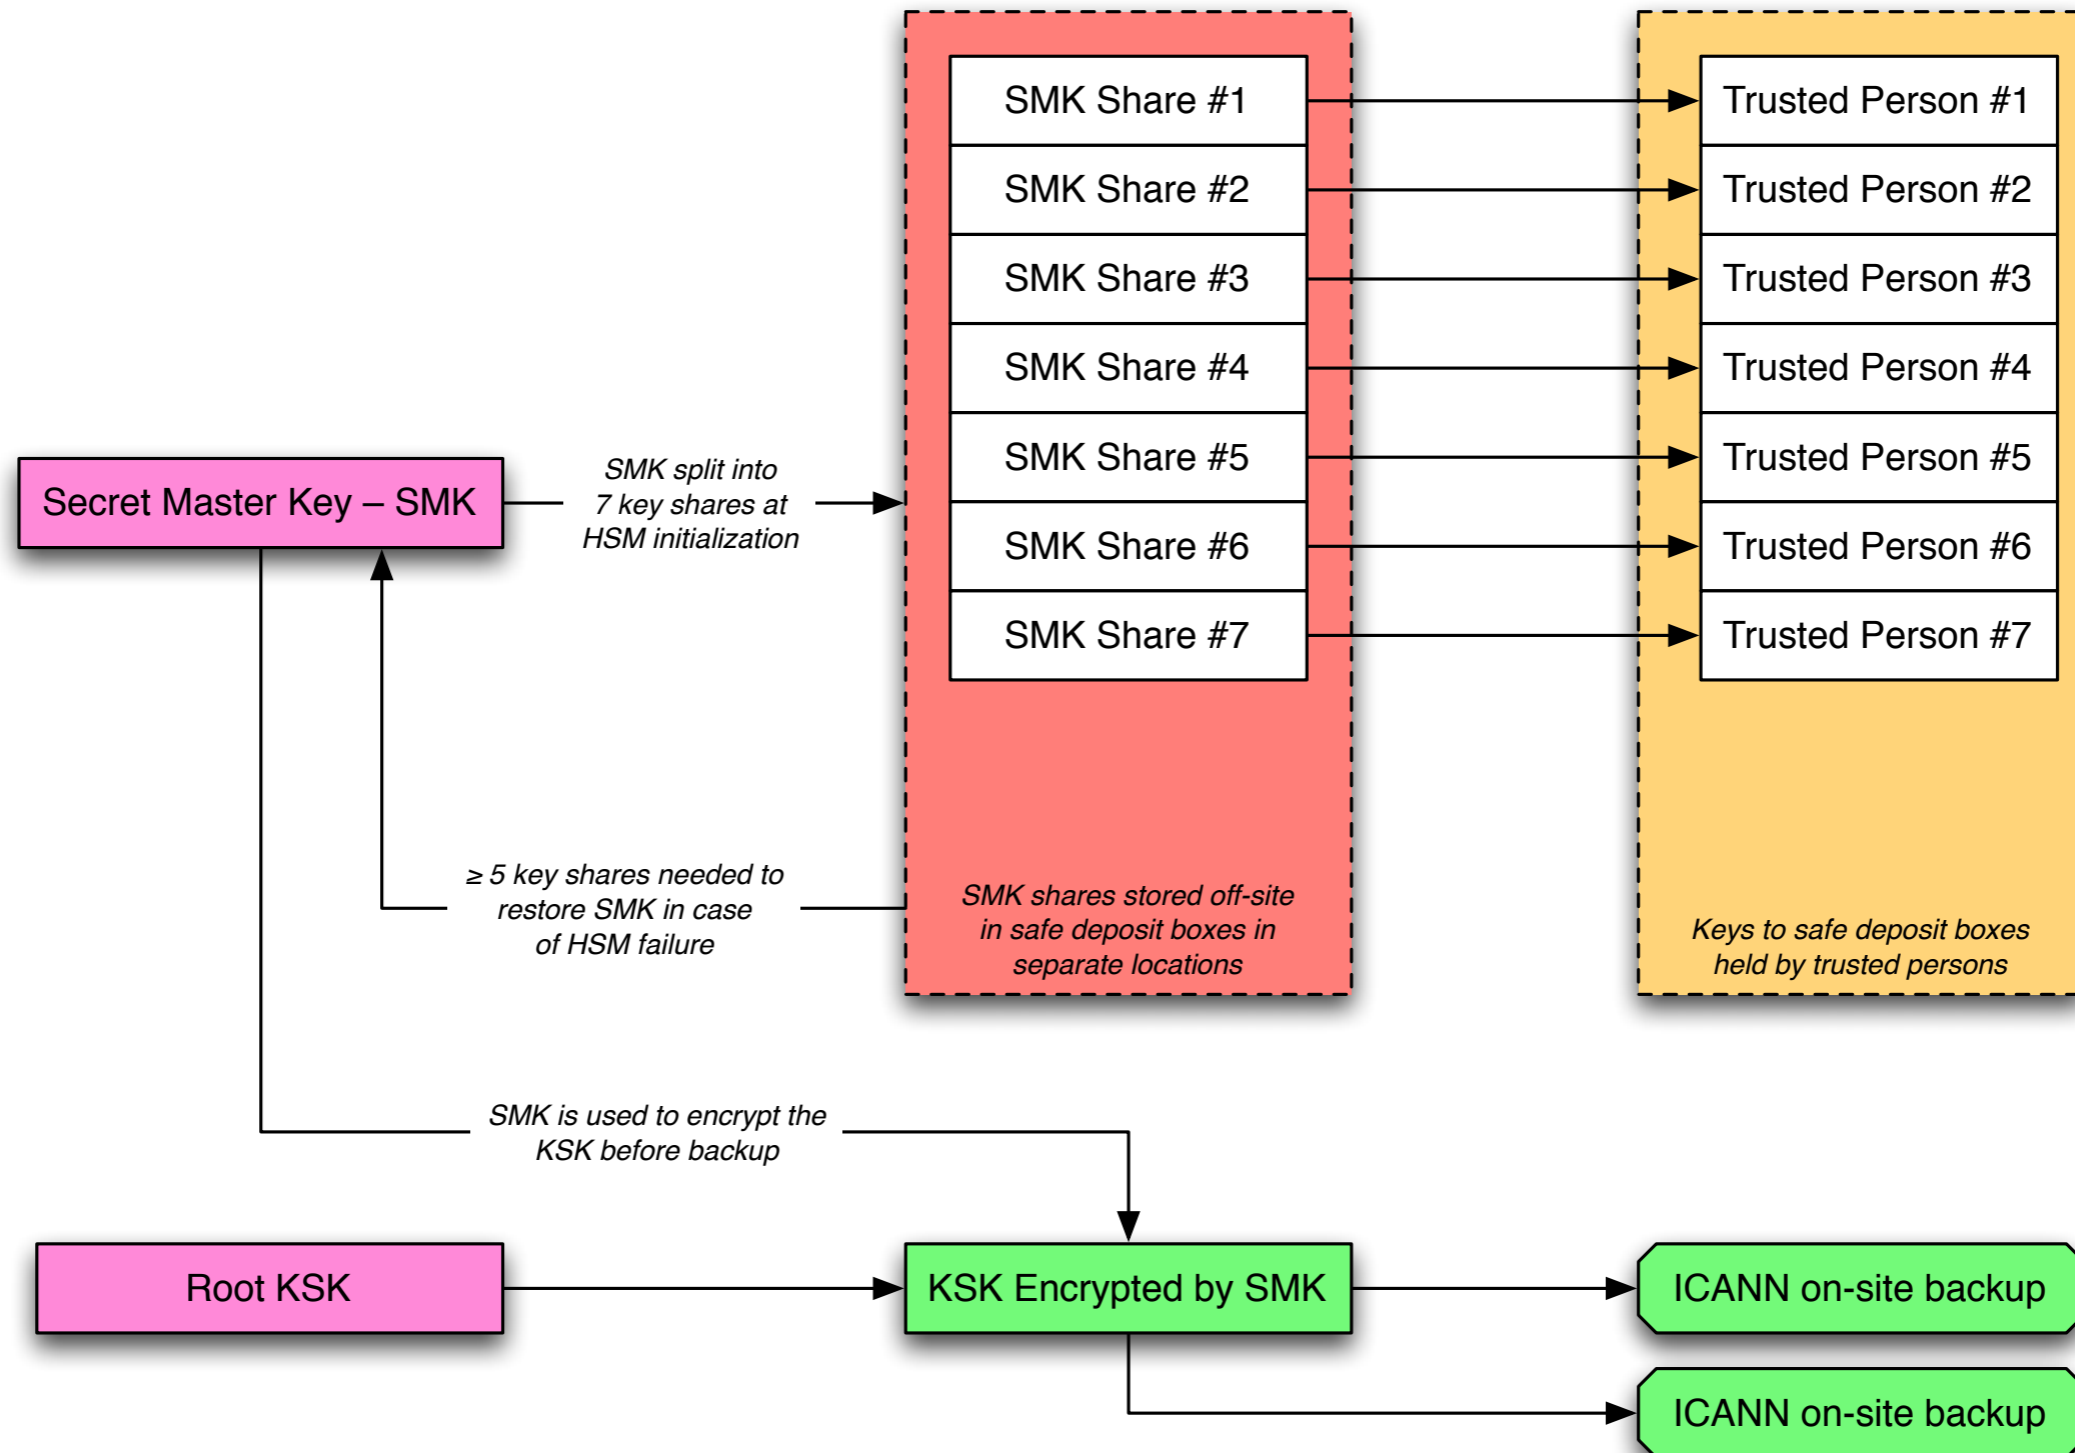 SMK Share #1
SMK Share #2
SMK Share #3
SMK Share #4
SMK Share #5
SMK Share #6
SMK Share #7
SMK shares stored off-site
in safe deposit boxes in
separate locations
Trusted Person #1
Trusted Person #2
Trusted Person #3
Trusted Person #4
Trusted Person #5
Trusted Person #6
Trusted Person #7
Keys to safe deposit boxes
held by trusted persons
Secret Master Key – SMK
SMK split into
7 key shares at
HSM initialization
≥ 5 key shares needed to
restore SMK in case
of HSM failure
SMK is used to encrypt the
KSK before backup
Root KSK
KSK Encrypted by SMK
ICANN on-site backup
ICANN on-site backup